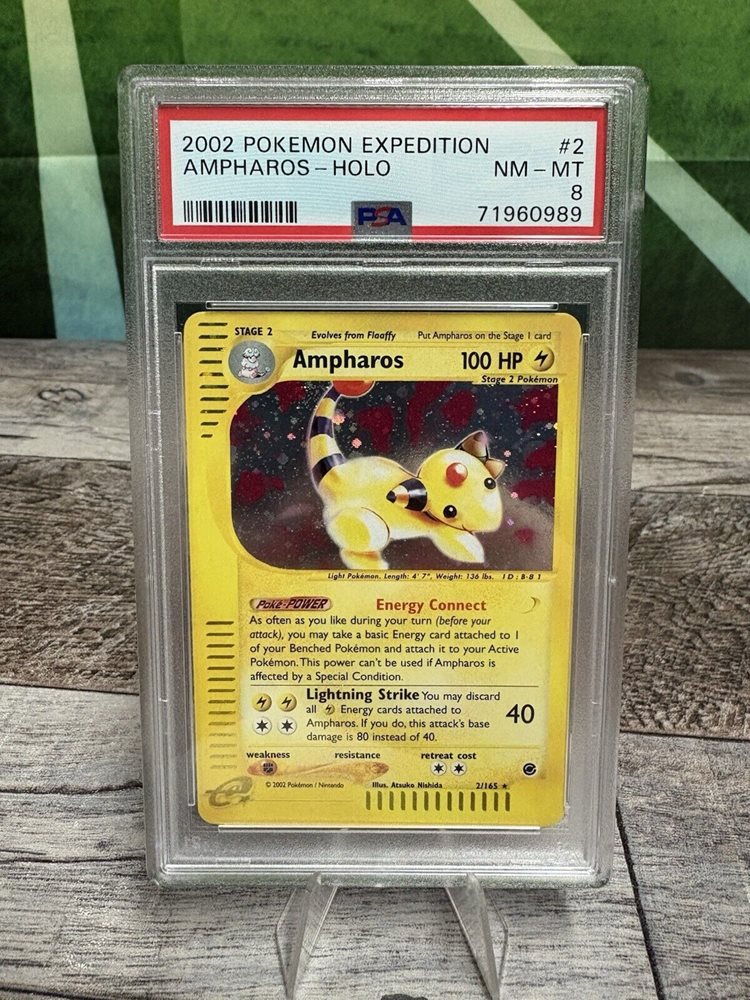 2002 POKEMON EXPEDITION #2
AMPHAROS - HOLO NM - MT
8
PSA 71960989
STAGE 2 Evolves from Flaaffy Put Ampharos on the Stage 1 card
Ampharos 100 HP
Stage 2 Pokémon
Light Pokémon. Length: 4' 7", Weight: 136 lbs. ID: B-81
Poké-POWER Energy Connect
As often as you like during your turn (before your
attack), you may take a basic Energy card attached to 1
of your Benched Pokémon and attach it to your Active
Pokémon. This power can't be used if Ampharos is
affected by a Special Condition.
Lightning Strike You may discard
all Energy cards attached to
Ampharos. If you do, this attack's base
damage is 80 instead of 40.
40
weakness resistance retreat cost
e
© 2002 Pokémon / Nintendo Illus. Atsuko Nishida 2/165 ★